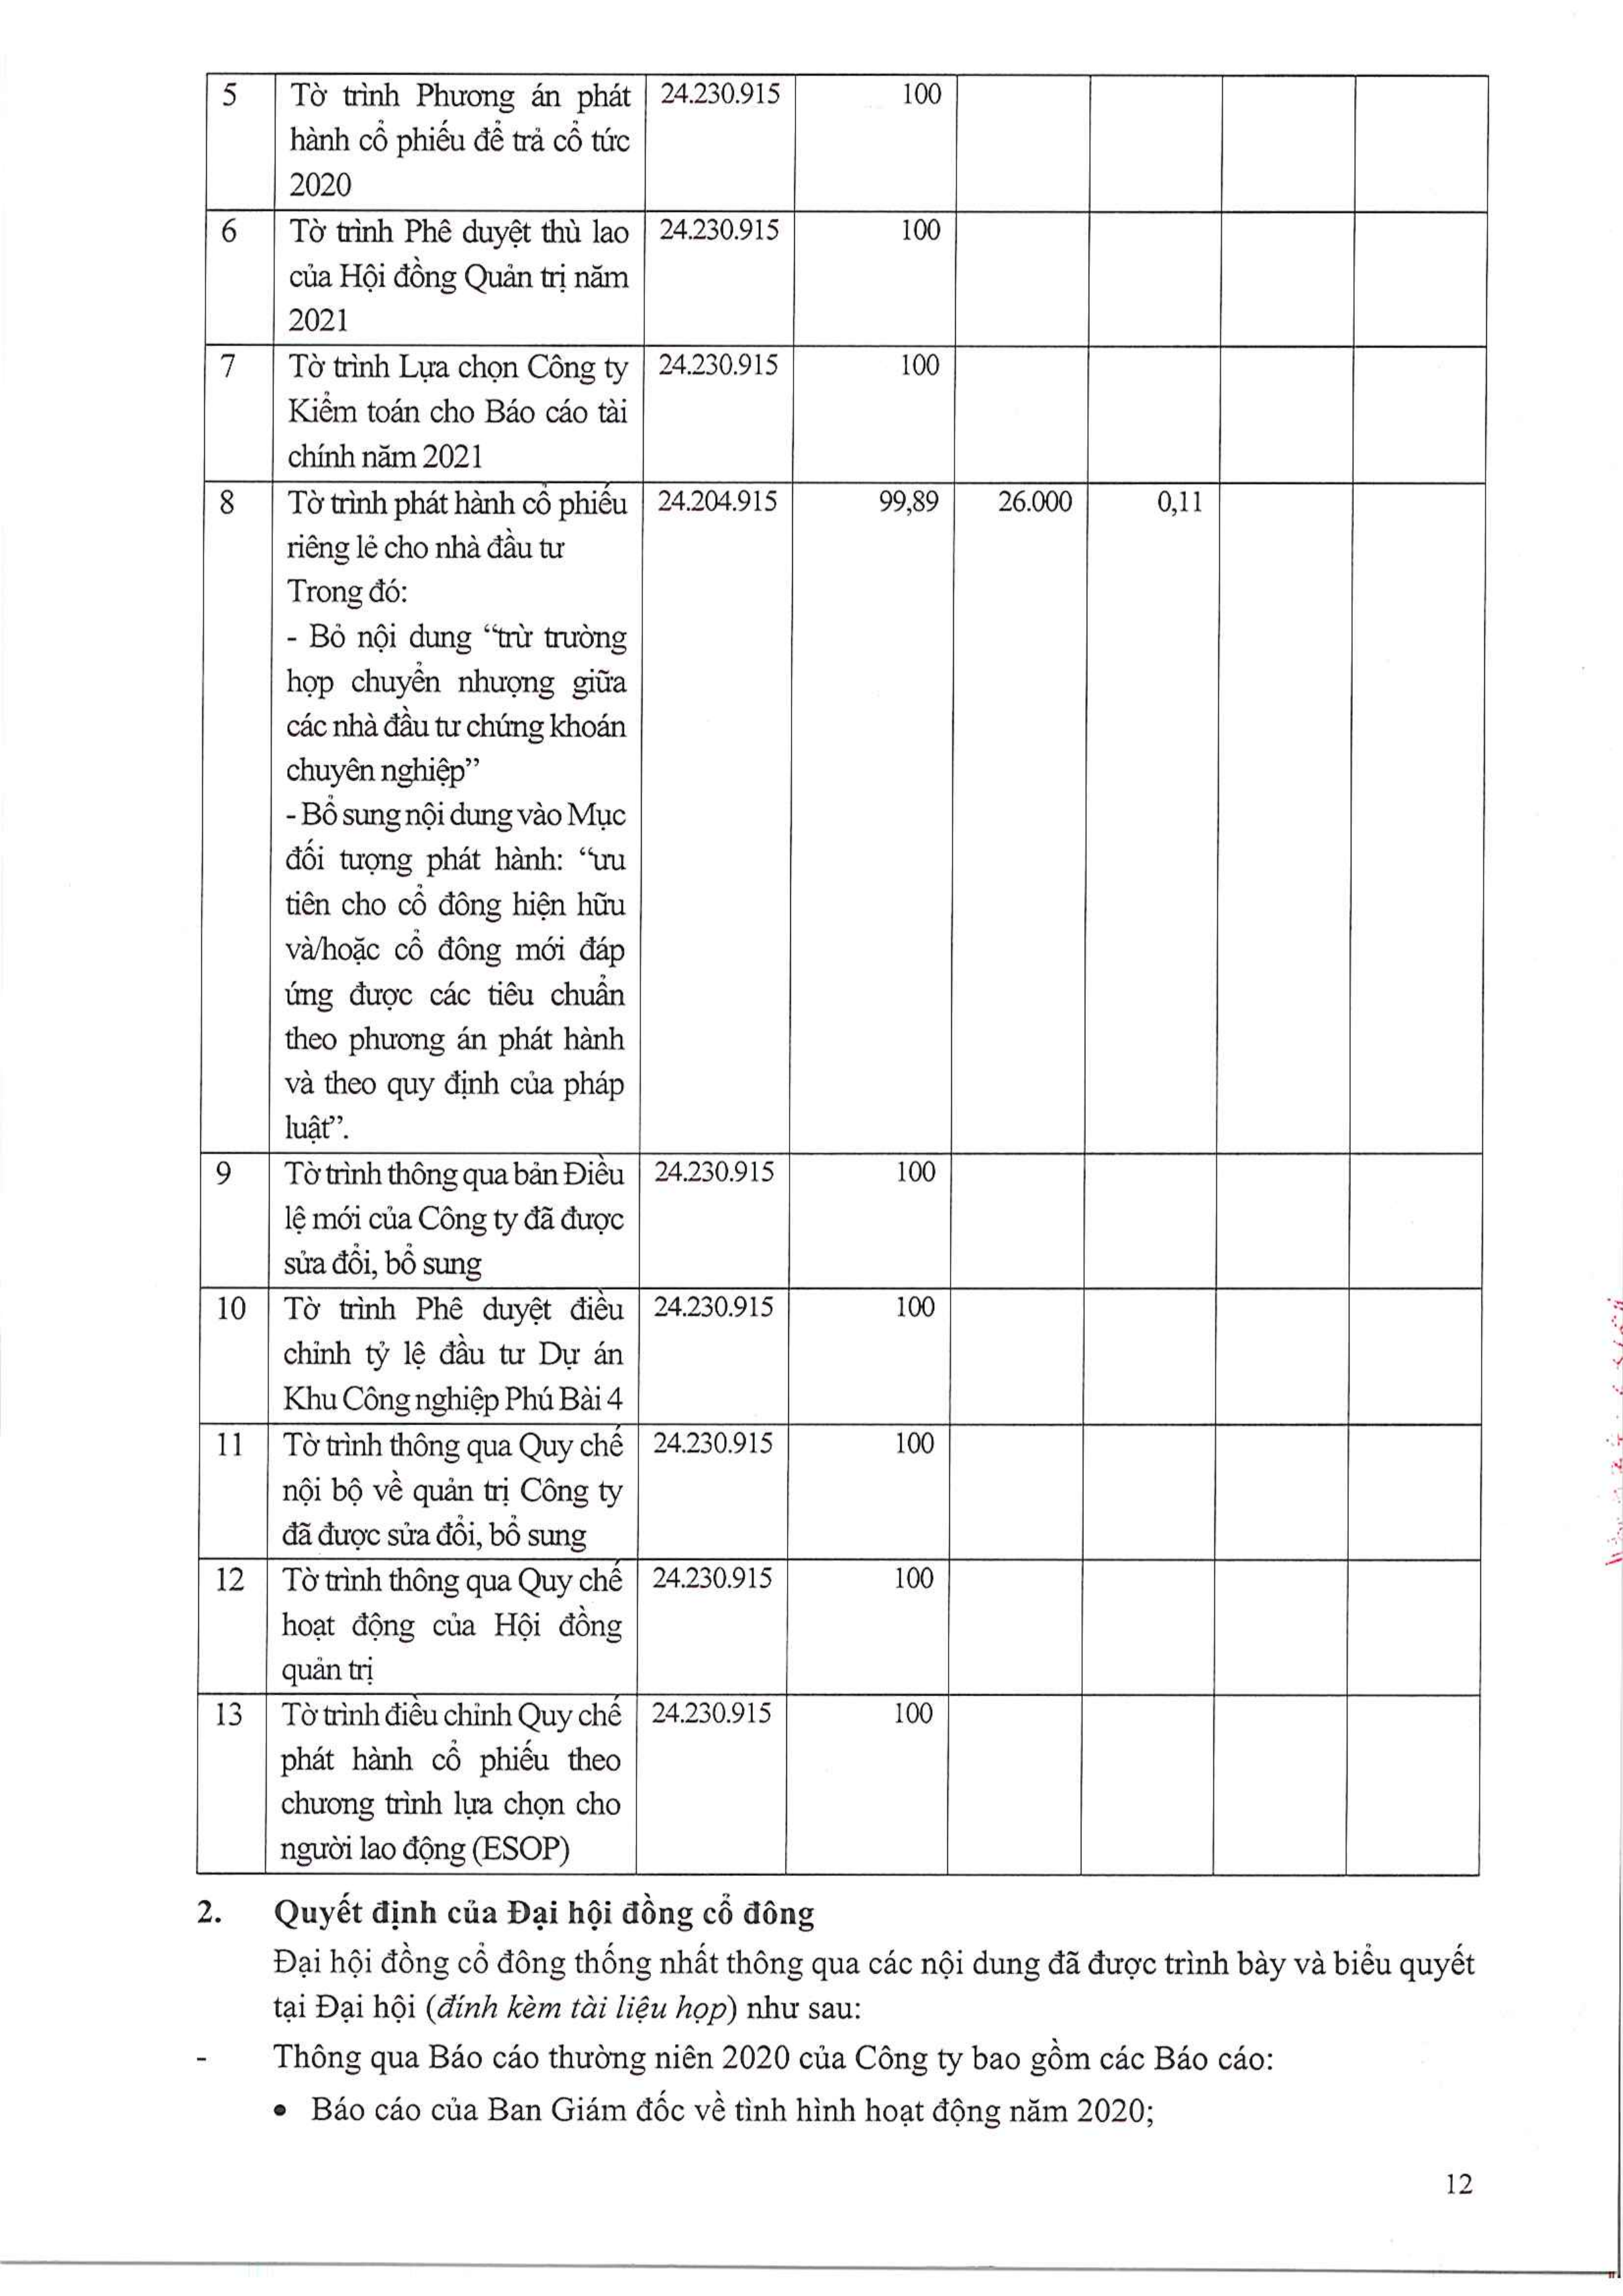 5 Tờ trình Phương án phát 24.230.915 100
hành cổ phiếu để trả cổ tức
2020
6 Tờ trình Phê duyệt thù lao 24.230.915 100
của Hội đồng Quản trị năm
2021
7 Tờ trình Lựa chọn Công ty 24.230.915 100
Kiểm toán cho Báo cáo tài
chính năm 2021
8 Tờ trình phát hành cổ phiếu 24.204.915 99,89 26.000 0,11
riêng lẻ cho nhà đầu tư
Trong đó:
- Bỏ nội dung “trừ trường
hợp chuyển nhượng giữa
các nhà đầu tư chứng khoán
chuyên nghiệp”
- Bổ sung nội dung vào Mục
đối tượng phát hành: “ưu
tiên cho cổ đông hiện hữu
và/hoặc cổ đông mới đáp
ứng được các tiêu chuẩn
theo phương án phát hành
và theo quy định của pháp
luật”.
9 Tờ trình thông qua bản Điều 24.230.915 100
lệ mới của Công ty đã được
sửa đổi, bổ sung
10 Tờ trình Phê duyệt điều 24.230.915 100
chỉnh tỷ lệ đầu tư Dự án
Khu Công nghiệp Phú Bài 4
11 Tờ trình thông qua Quy chế 24.230.915 100
nội bộ về quản trị Công ty
đã được sửa đổi, bổ sung
12 Tờ trình thông qua Quy chế 24.230.915 100
hoạt động của Hội đồng
quản trị
13 Tờ trình điều chỉnh Quy chế 24.230.915 100
phát hành cổ phiếu theo
chương trình lựa chọn cho
người lao động (ESOP)
2. Quyết định của Đại hội đồng cổ đông
Đại hội đồng cổ đông thống nhất thông qua các nội dung đã được trình bày và biểu quyết
tại Đại hội (đính kèm tài liệu họp) như sau:
- Thông qua Báo cáo thường niên 2020 của Công ty bao gồm các Báo cáo:
• Báo cáo của Ban Giám đốc về tình hình hoạt động năm 2020;
12